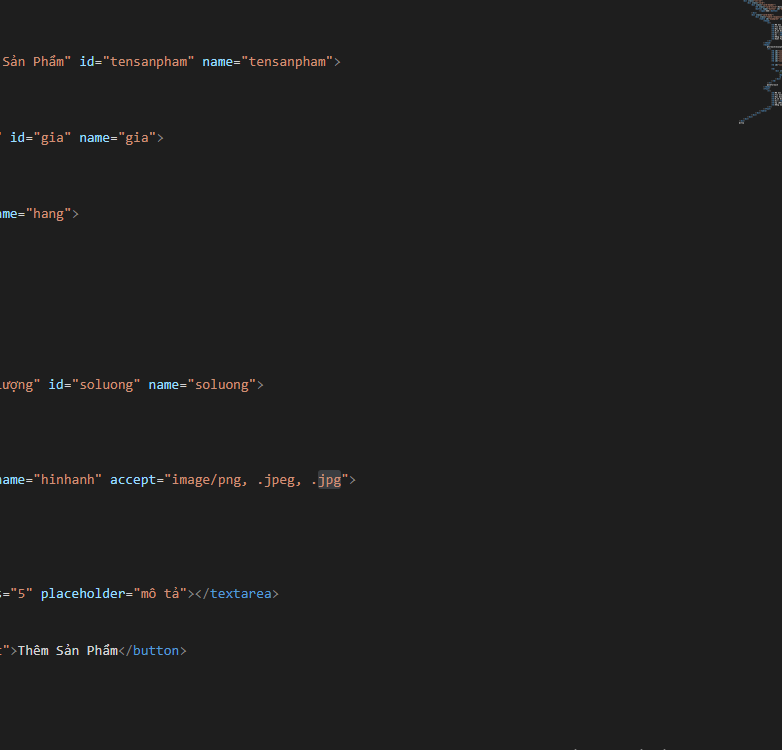 Sản Phẩm" id="tensanpham" name="tensanpham">
" id="gia" name="gia">
ame="hang">
ượng" id="soluong" name="soluong">
name="hinhanh" accept="image/png, .jpeg, .jpg">
s="5" placeholder="mô tả"></textarea>
t">Thêm Sản Phẩm</button>